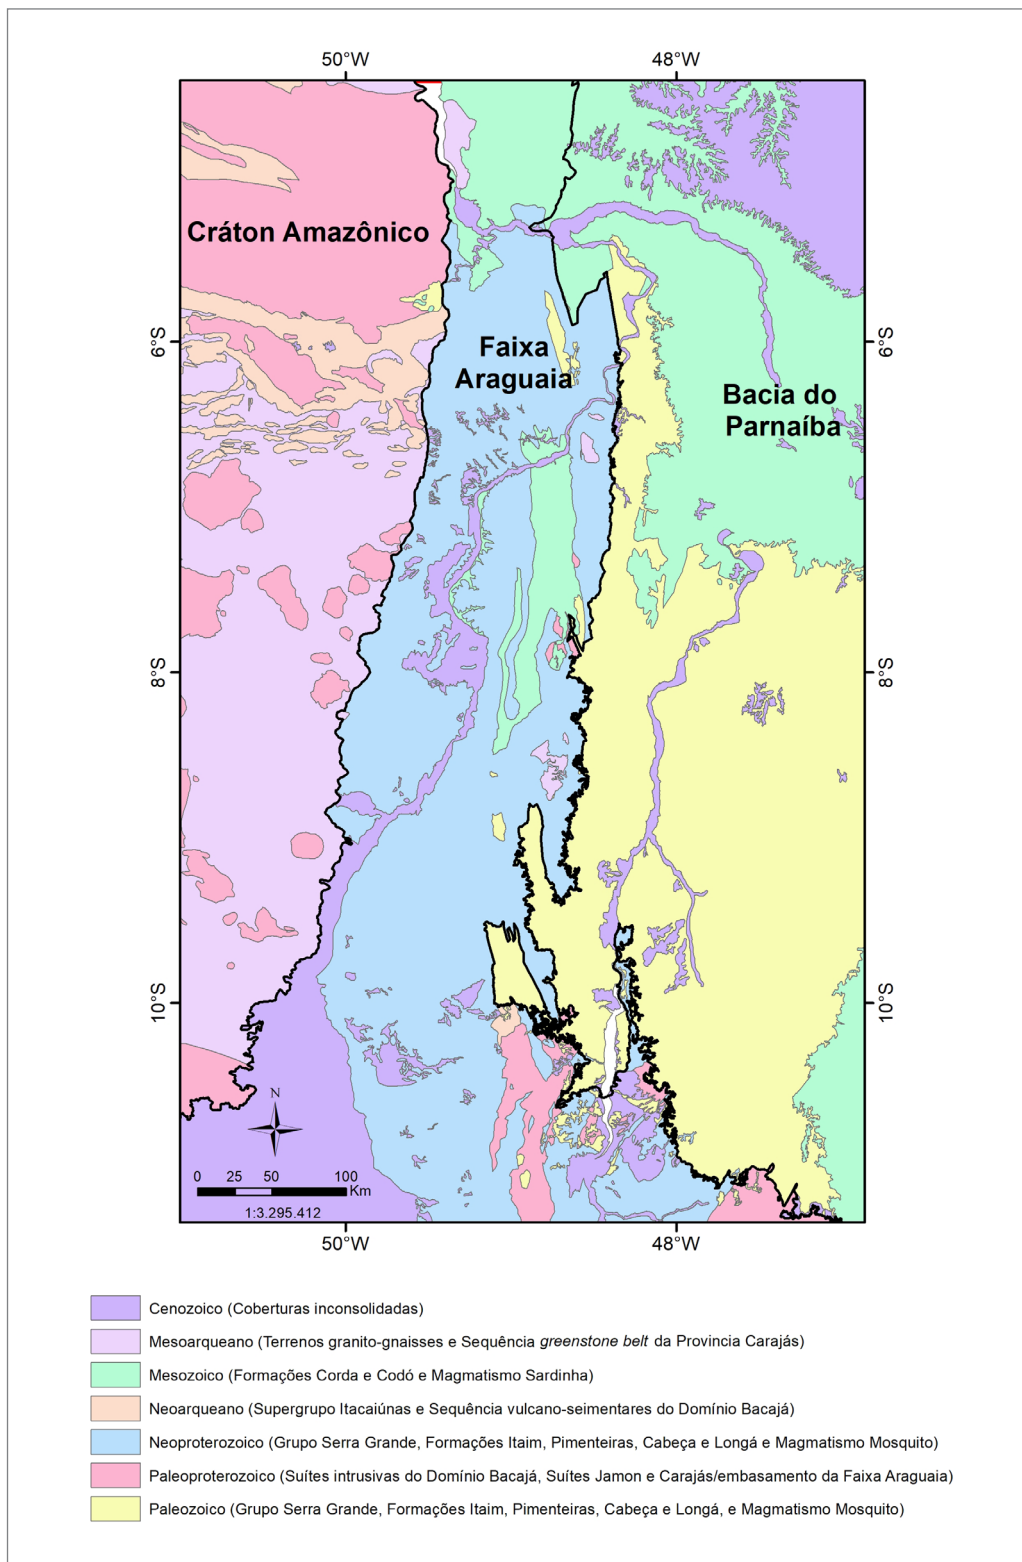 50°W 48°W
Cráton Amazônico
6°S 6°S
Faixa
Araguaia
Bacia do
Parnaíba
8°S 8°S
10°S 10°S
N
0 25 50 100
Km
1:3.295.412
50°W 48°W
Cenozoico (Coberturas inconsolidadas)
Mesoarqueano (Terrenos granito-gnaisses e Sequência greenstone belt da Provincia Carajás)
Mesozoico (Formações Corda e Codó e Magmatismo Sardinha)
Neoarqueano (Supergrupo Itacaiúnas e Sequência vulcano-seimentares do Domínio Bacajá)
Neoproterozoico (Grupo Serra Grande, Formações Itaim, Pimenteiras, Cabeça e Longá e Magmatismo Mosquito)
Paleoproterozoico (Suítes intrusivas do Domínio Bacajá, Suítes Jamon e Carajás/embasamento da Faixa Araguaia)
Paleozoico (Grupo Serra Grande, Formações Itaim, Pimenteiras, Cabeça e Longá, e Magmatismo Mosquito)